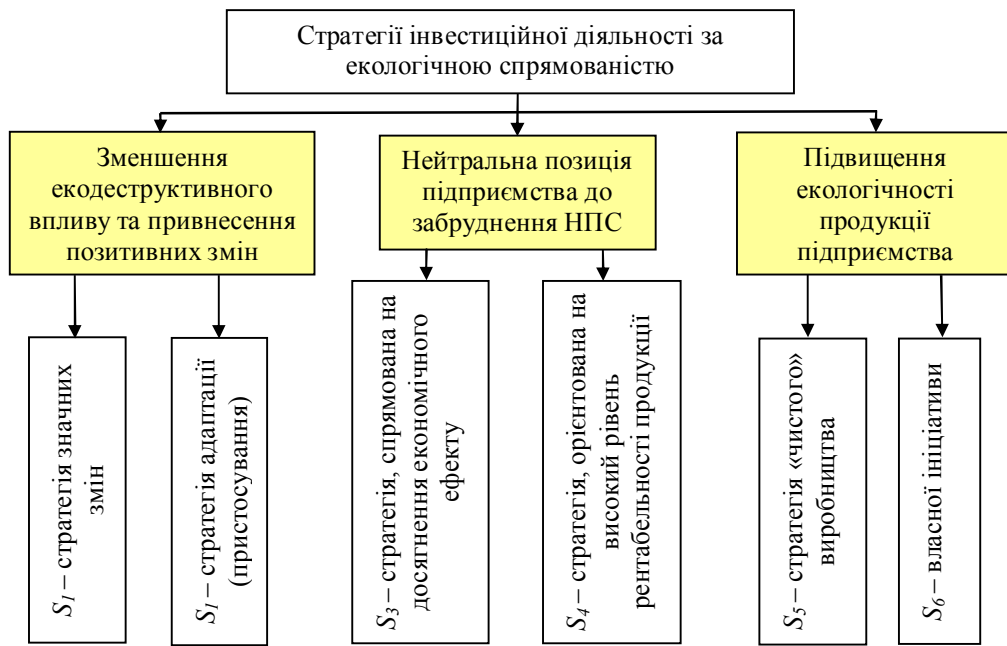 Стратегії інвестиційної діяльності за
екологічною спрямованістю
Зменшення
екодеструктивного
впливу та привнесення
позитивних змін
Нейтральна позиція
підприємства до
забруднення НПС
Підвищення
екологічності
продукції
підприємства
S1 – стратегія значних
змін
S1 – стратегія адаптації
(пристосування)
S3 – стратегія, спрямована на
досягнення економічного
ефекту
S4 – стратегія, орієнтована на
високий рівень
рентабельності продукції
S5 – стратегія «чистого»
виробництва
S6 – власної ініціативи